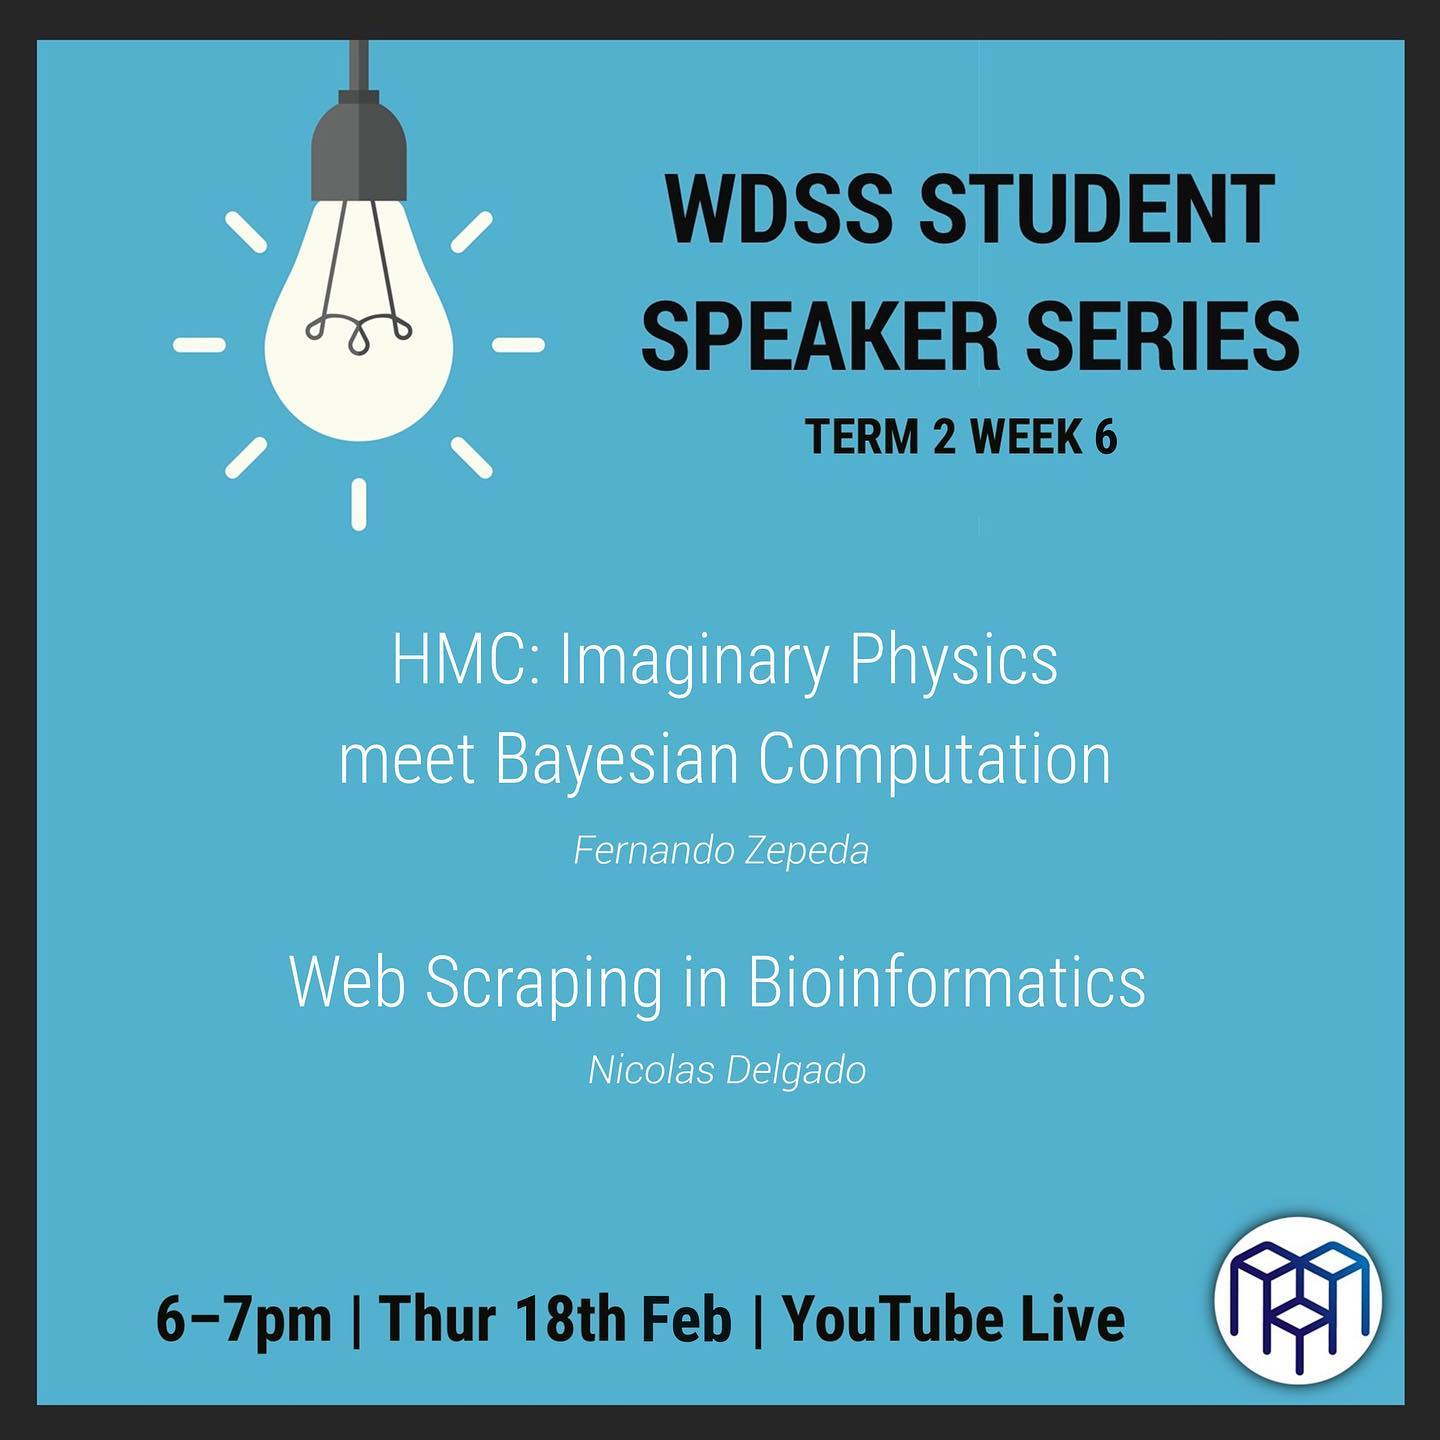 WDSS STUDENT
SPEAKER SERIES
TERM 2 WEEK 6
HMC: Imaginary Physics
meet Bayesian Computation
Fernando Zepeda
Web Scraping in Bioinformatics
Nicolas Delgado
6–7pm | Thur 18th Feb | YouTube Live